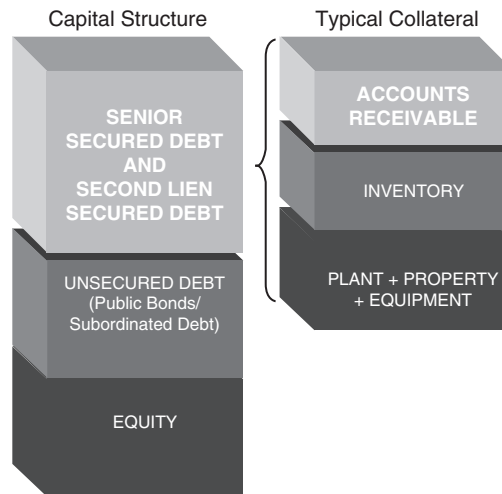 Capital Structure
SENIOR
SECURED DEBT
AND
SECOND LIEN
SECURED DEBT
UNSECURED DEBT
(Public Bonds/
Subordinated Debt)
EQUITY
Typical Collateral
ACCOUNTS
RECEIVABLE
INVENTORY
PLANT + PROPERTY
+ EQUIPMENT